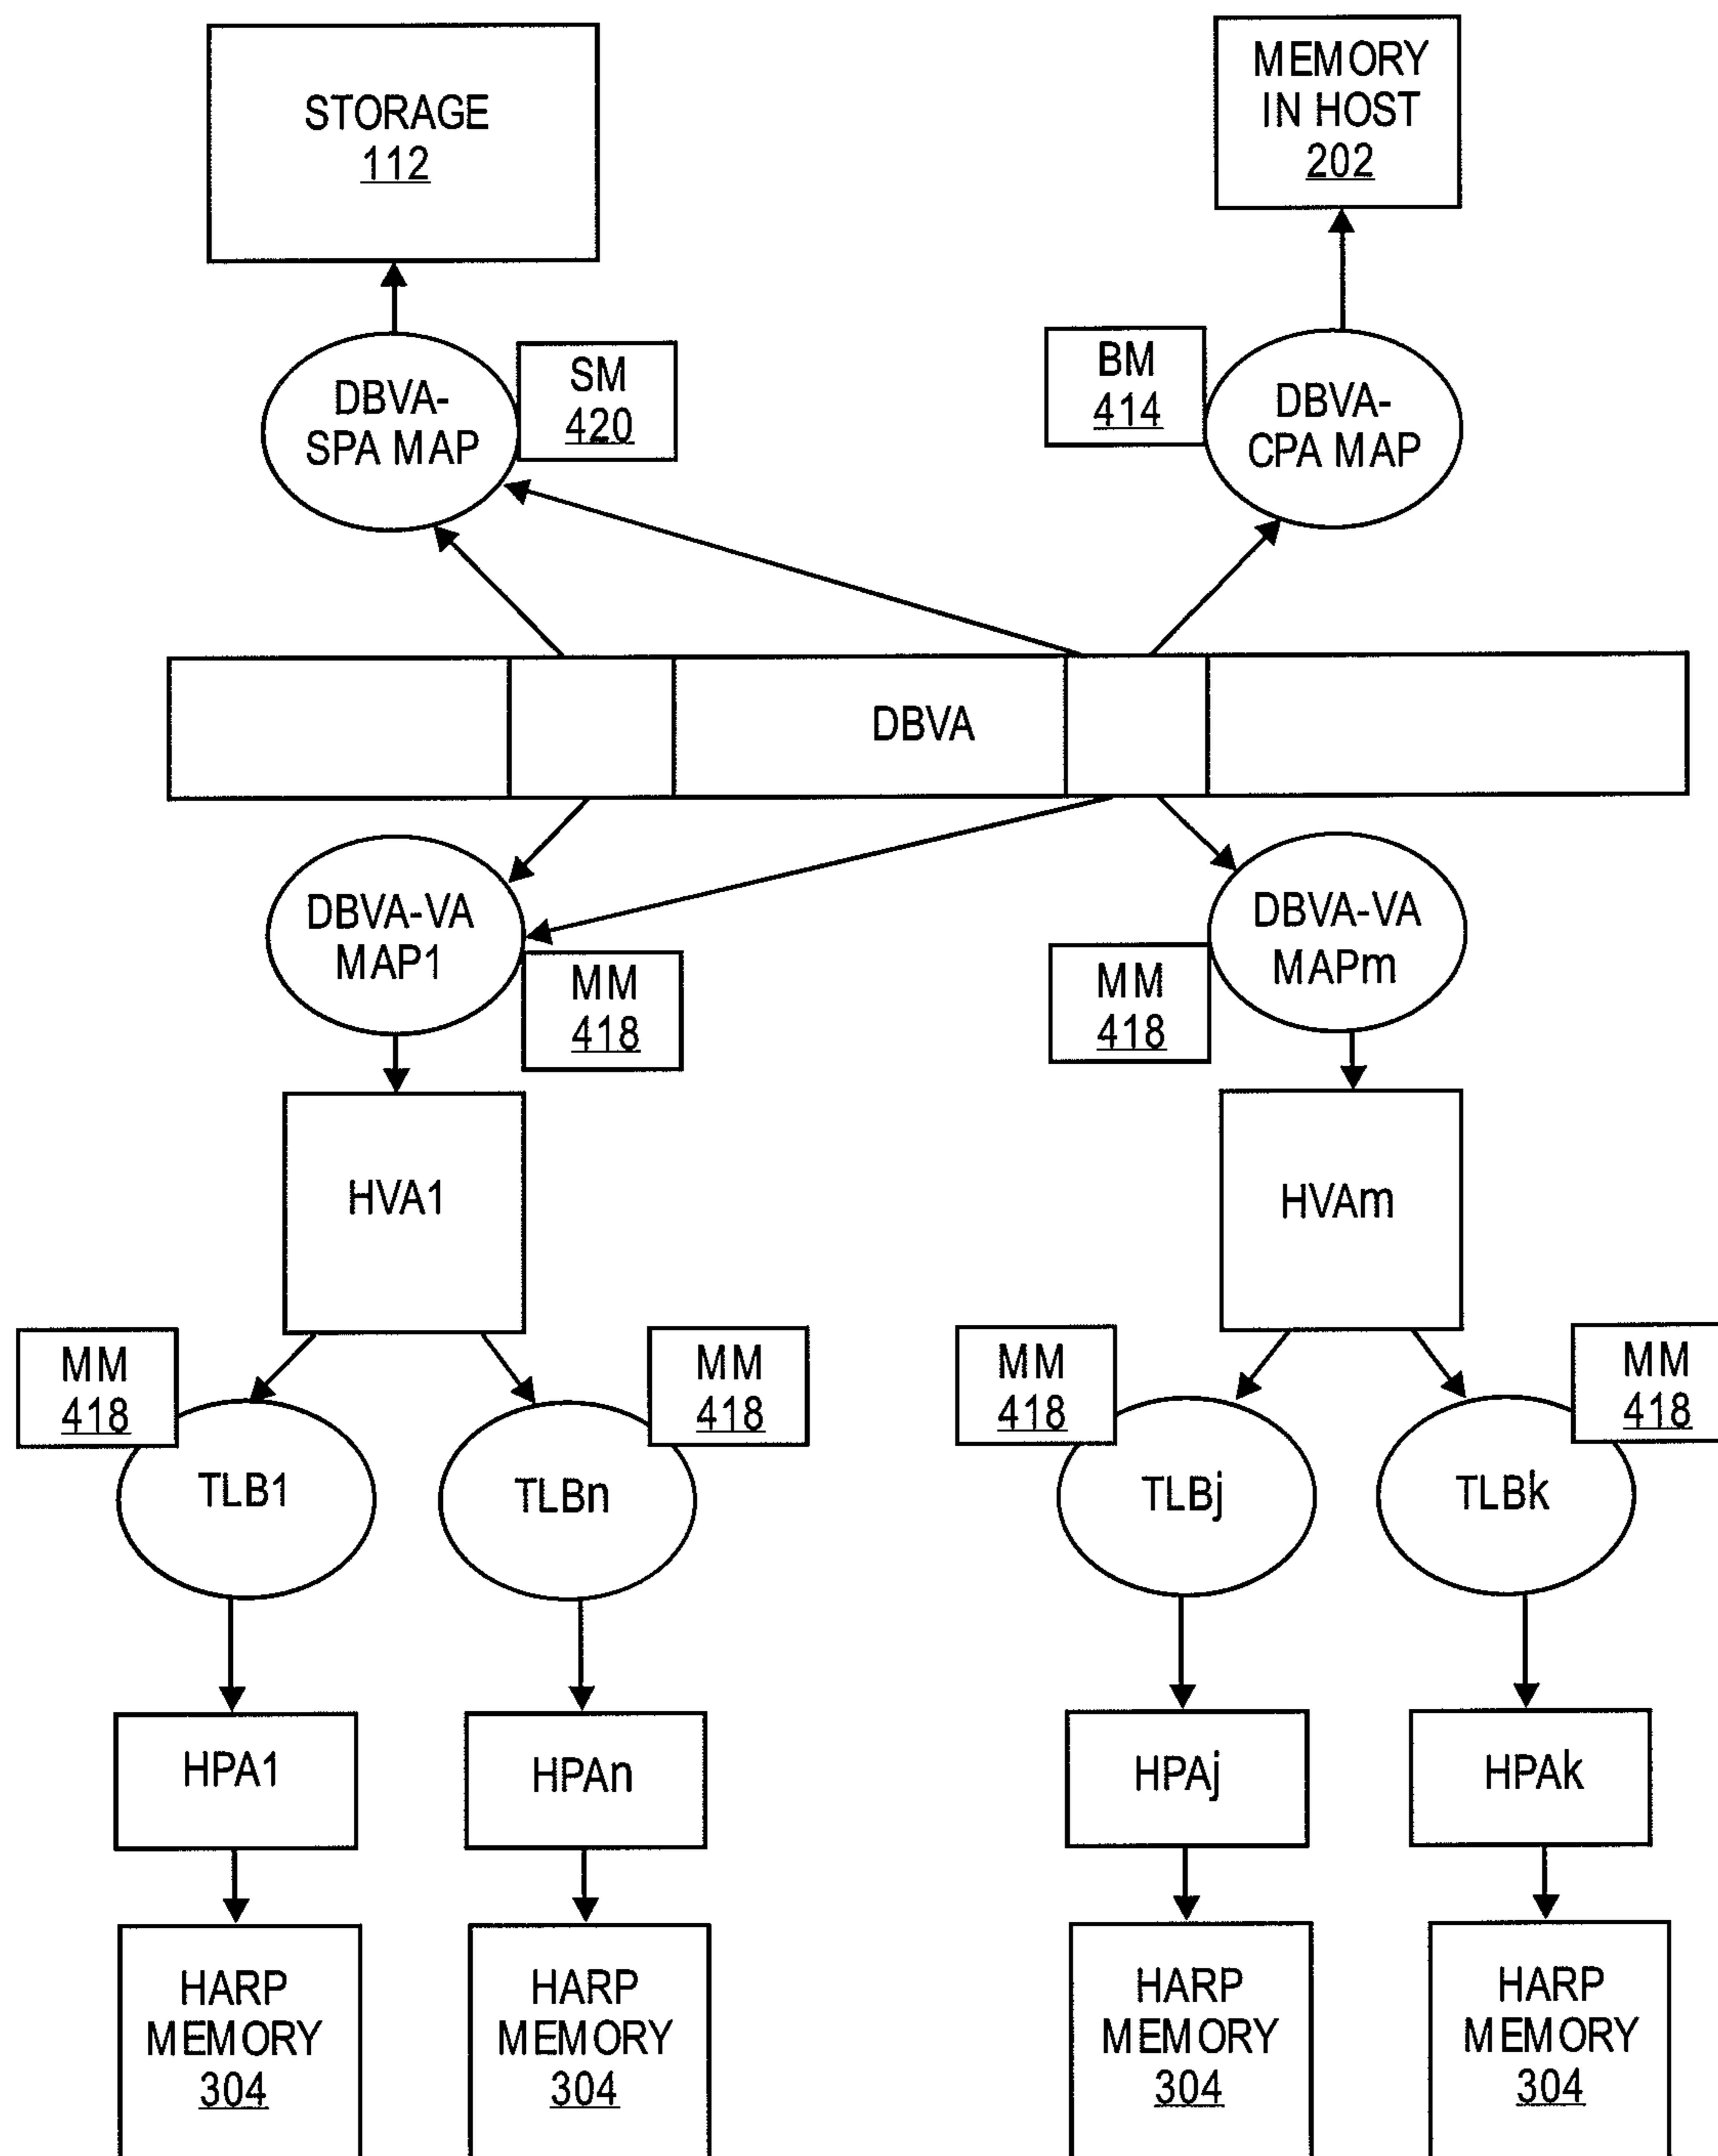 STORAGE
112
MEMORY
IN HOST
202
DBVA-
SPA MAP
SM
420
BM
414
DBVA-
CPA MAP
DBVA
DBVA-VA
MAP1
MM
418
MM
418
DBVA-VA
MAPm
HVA1
HVAm
MM
418
MM
418
MM
418
MM
418
TLB1
TLBn
TLBj
TLBk
HPA1
HPAn
HPAj
HPAk
HARP
MEMORY
304
HARP
MEMORY
304
HARP
MEMORY
304
HARP
MEMORY
304